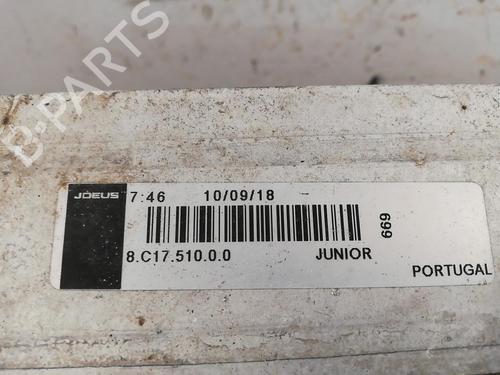 B-PARTS
JDEUS 7:46 10/09/18
8.C17.510.0.0 JUNIOR
669
PORTUGAL